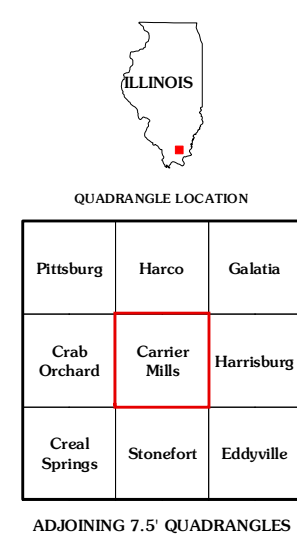 ILLINOIS
QUADRANGLE LOCATION
Pittsburg
Harco
Galatia
Crab
Orchard
Carrier
Mills
Harrisburg
Creal
Springs
Stonefort
Eddyville
ADJOINING 7.5' QUADRANGLES